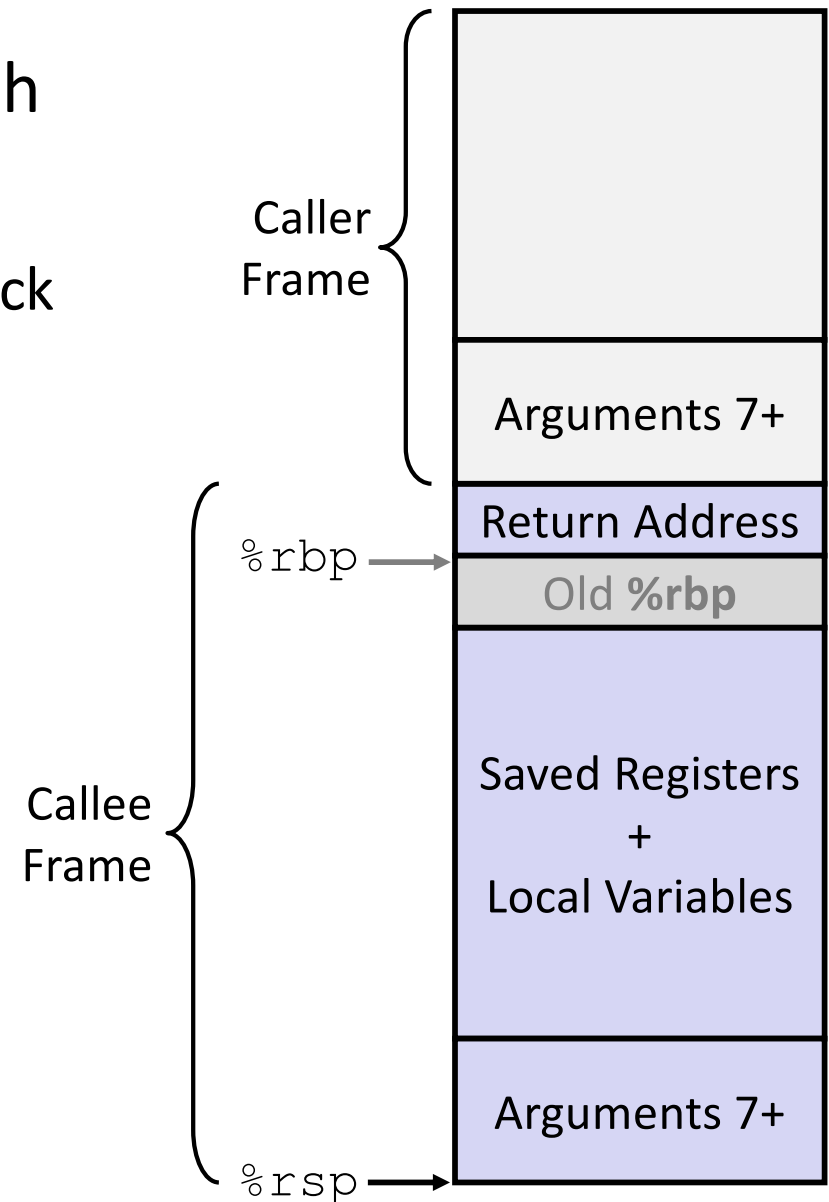 h
ck
Caller
Frame
Arguments 7+
Return Address
%rbp
Old %rbp
Saved Registers
+
Local Variables
Callee
Frame
Arguments 7+
%rsp